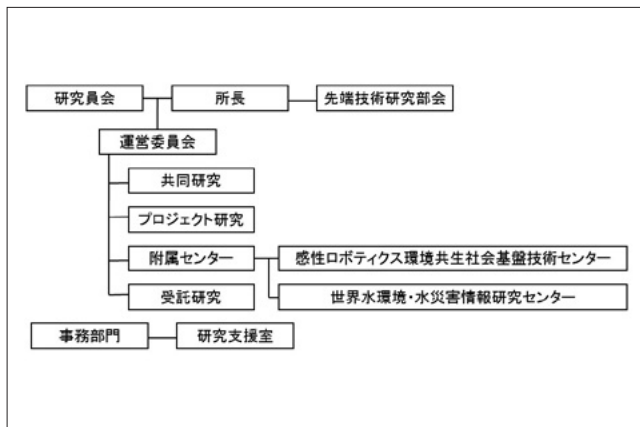 研究員会
所長
先端技術研究部会
運営委員会
共同研究
プロジェクト研究
附属センター
感性ロボティクス環境共生社会基盤技術センター
受託研究
世界水環境・水災害情報研究センター
事務部門
研究支援室